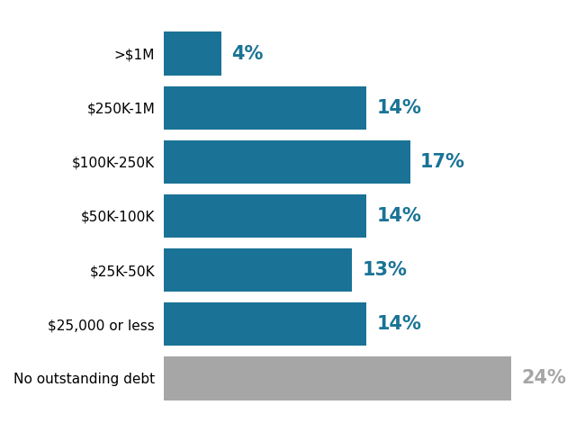 >$1M 4%
$250K-1M 14%
$100K-250K 17%
$50K-100K 14%
$25K-50K 13%
$25,000 or less 14%
No outstanding debt 24%